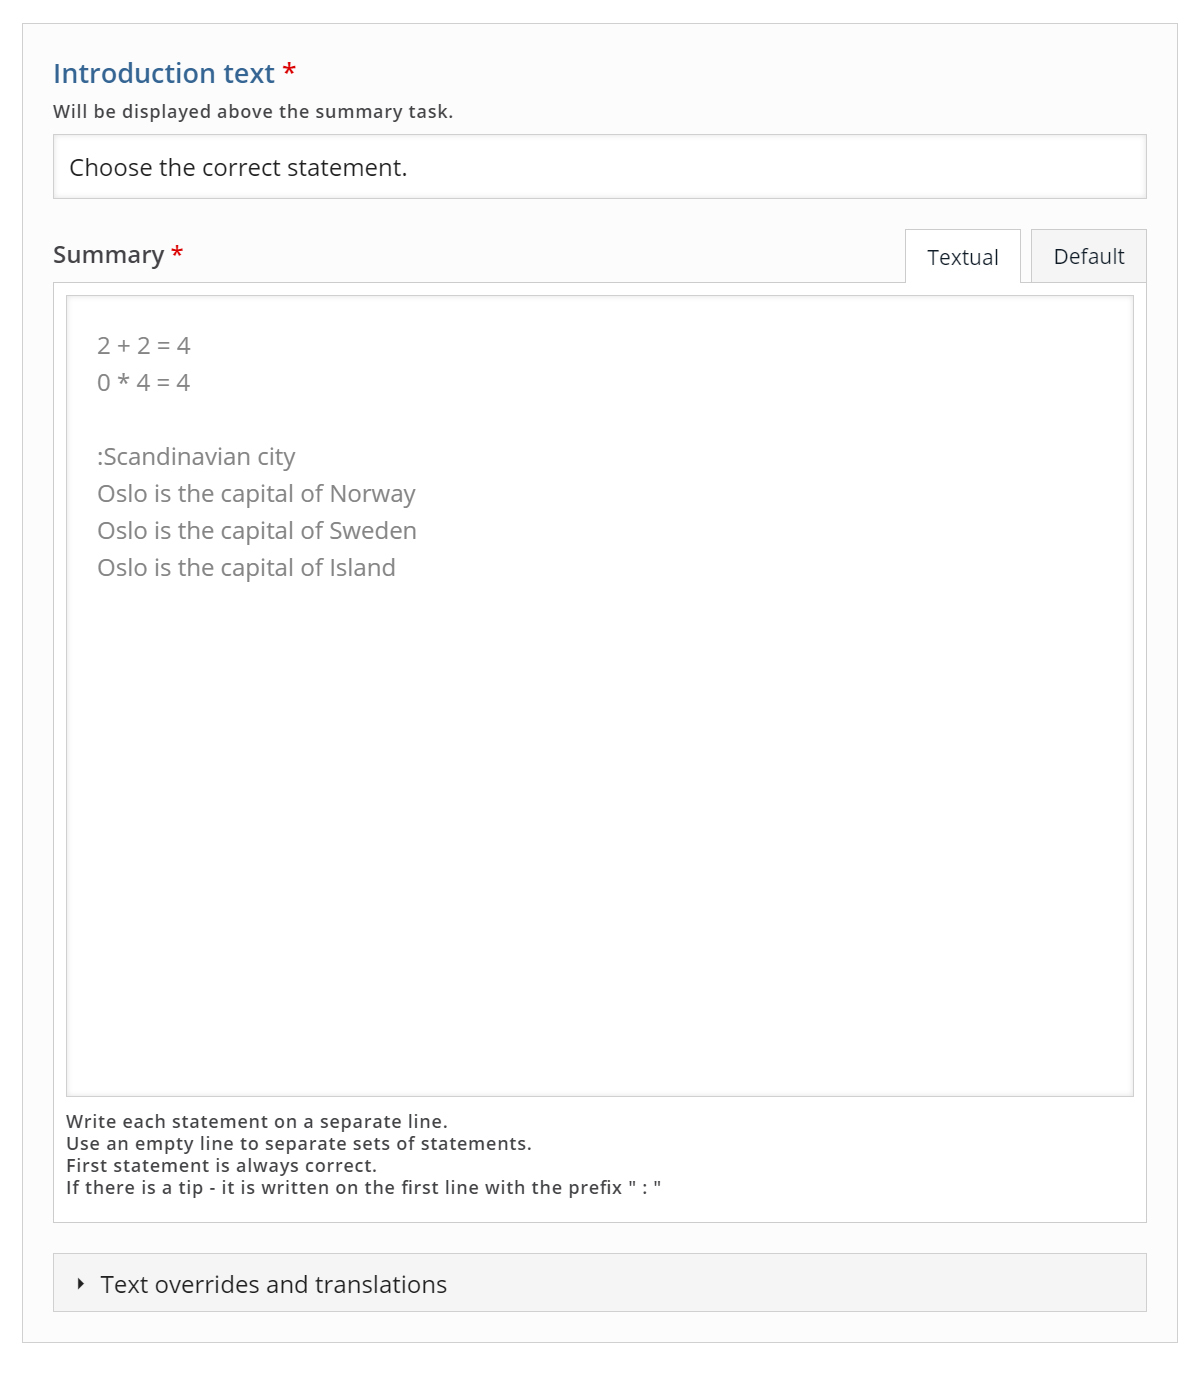 Introduction text *
Will be displayed above the summary task.
Choose the correct statement.
Summary *
Textual
Default
2 + 2 = 4
0 * 4 = 4
:Scandinavian city
Oslo is the capital of Norway
Oslo is the capital of Sweden
Oslo is the capital of Island
Write each statement on a separate line.
Use an empty line to separate sets of statements.
First statement is always correct.
If there is a tip - it is written on the first line with the prefix " : "
Text overrides and translations